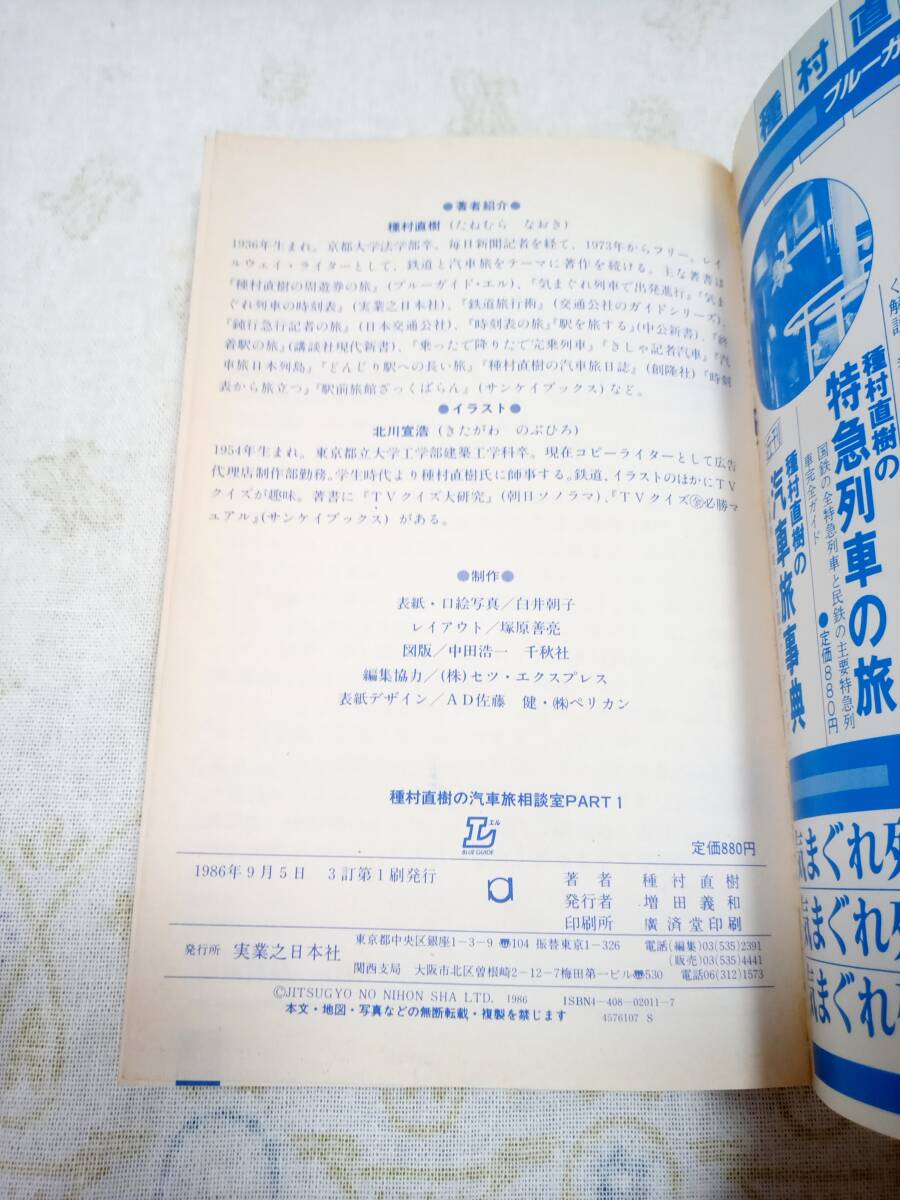 ●著者紹介●
種村直樹(たねむら なおき)
1936年生まれ。京都大学法学部卒。毎日新聞記者を経て、1973年からフリー。レイ
ルウェイ・ライターとして、鉄道と汽車旅をテーマに著作を続ける。主な著書は
『種村直樹の周遊券の旅』(ブルーガイド・エル)、『気まぐれ列車で出発進行』『気ま
ぐれ列車の時刻表』(実業之日本社)、『鉄道旅行術』(交通公社のガイドシリーズ)、
『鈍行急行記者の旅』(日本交通公社)、『時刻表の旅』『駅を旅する』(中公新書)、『終
着駅の旅』(講談社現代新書)、『乗ったで降りたで完乗列車』『きしゃ記者汽車』『汽
車旅日本列島』『どんじり駅への長い旅』『種村直樹の汽車旅日誌』(創隆社)『時刻
表から旅立つ』『駅前旅館ざっくばらん』(サンケイブックス)など。
●イラスト●
北川宣浩(きたがわ のぶひろ)
1954年生まれ。東京都立大学工学部建築工学科卒。現在コピーライターとして広告
代理店制作部勤務。学生時代より種村直樹氏に師事する。鉄道、イラストのほかにTV
クイズが趣味。著書に『TVクイズ大研究』(朝日ソノラマ)、『TVクイズ㊎必勝マ
ュアル』(サンケイブックス)がある。
●制作●
表紙・口絵写真/白井朝子
レイアウト/塚原善亮
図版/中田浩一 千秋社
編集協力/(株)セツ・エクスプレス
表紙デザイン/AD佐藤 健・㈱ペリカン
種村直樹の汽車旅相談室PART1
エル
BLUE GUIDE
定価880円
1986年9月5日 3訂第1刷発行
著者 種村直樹
発行者 増田義和
印刷所 廣済堂印刷
発行所 実業之日本社
東京都中央区銀座1-3-9 〠104 振替東京1-326 電話(編集)03(535)2391
(販売)03(535)4441
関西支局 大阪市北区曽根崎2-12-7梅田第一ビル〠530 電話06(312)1573
©JITSUGYO NO NIHON SHA LTD. 1986 ISBN4-408-02011-7
本文・地図・写真などの無断転載・複製を禁じます 4576107 S
種村直
ブルーガ
く解説
種村直樹の
特急列車の旅
国鉄の全特急列車と民鉄の主要特急列
車完全ガイド
●定価880円
種村直樹の
汽車旅事典
気まぐれ列
気まぐれ列
気まぐれ